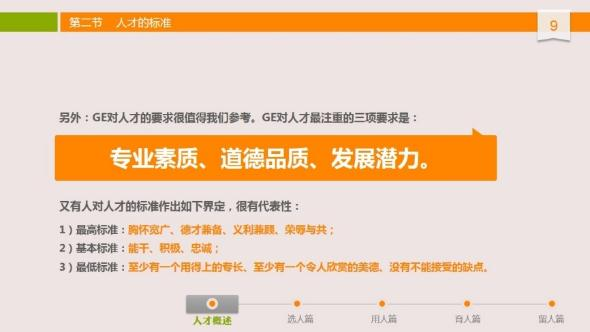 第二节 人才的标准
9
另外：GE对人才的要求很值得我们参考。GE对人才最注重的三项要求是：
专业素质、道德品质、发展潜力。
又有人对人才的标准作出如下界定，很有代表性：
1）最高标准：胸怀宽广、德才兼备、义利兼顾、荣辱与共；
2）基本标准：能干、积极、忠诚；
3）最低标准：至少有一个用得上的专长、至少有一个令人欣赏的美德、没有不能接受的缺点。
人才概述 选人篇 用人篇 育人篇 留人篇